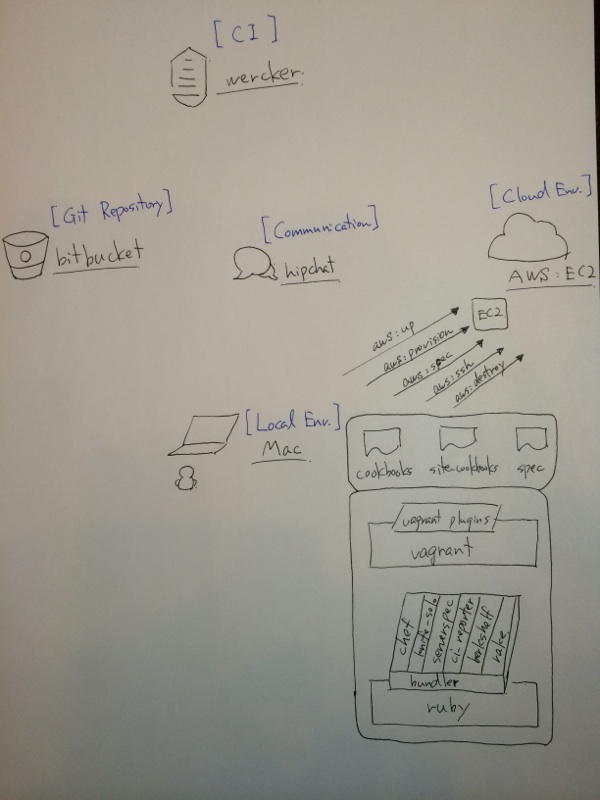 [CI]
wercker
[Git Repository]
bitbucket
[Communication]
hipchat
[Cloud Env.]
AWS:EC2
EC2
aws:up
aws:provision
aws:spec
aws:ssh
aws:destroy
[Local Env.]
Mac
cookbooks
site-cookbooks
spec
vagrant plugins
vagrant
chef
knife-solo
serverspec
ci-reporter
berkshelf
rake
bundler
ruby